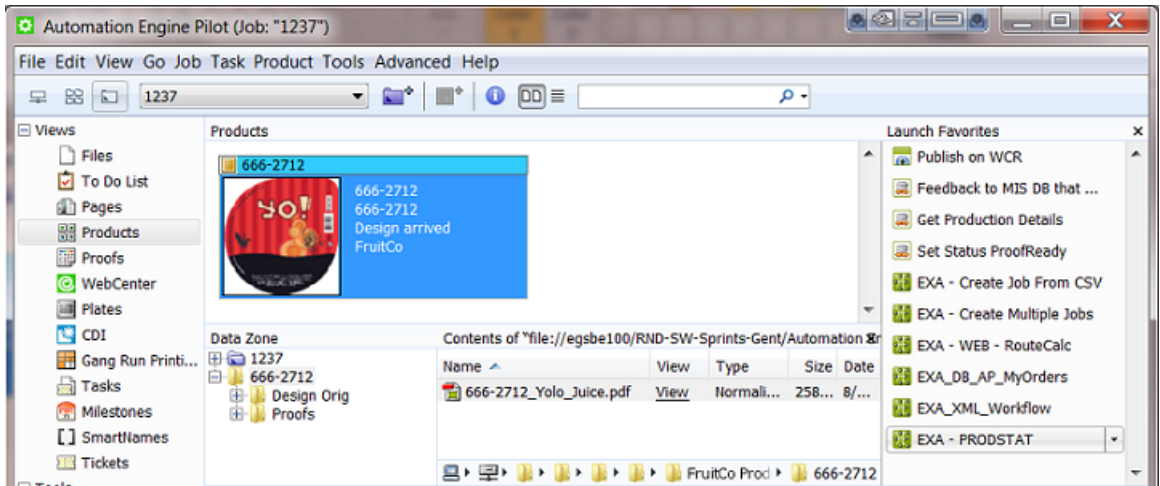 Automation Engine Pilot (Job: "1237")
File Edit View Go Job Task Product Tools Advanced Help
1237
Views
Files
To Do List
Pages
Products
Proofs
WebCenter
Plates
CDI
Gang Run Printi...
Tasks
Milestones
SmartNames
Tickets
Products
666-2712
YO!
666-2712
666-2712
Design arrived
FruitCo
Data Zone
1237
666-2712
Design Orig
Proofs
Contents of "file://egsbe100/RND-SW-Sprints-Gent/Automation
Name View Type Size Date
666-2712_Yolo_Juice.pdf View Normali... 258... 8/...
FruitCo Prod 666-2712
Launch Favorites
Publish on WCR
Feedback to MIS DB that ...
Get Production Details
Set Status ProofReady
EXA - Create Job From CSV
EXA - Create Multiple Jobs
EXA - WEB - RouteCalc
EXA_DB_AP_MyOrders
EXA_XML_Workflow
EXA - PRODSTAT